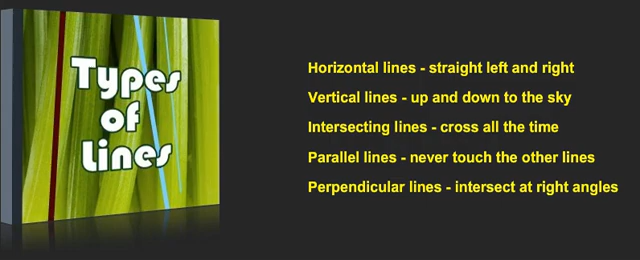 Types
of
Lines
Horizontal lines - straight left and right
Vertical lines - up and down to the sky
Intersecting lines - cross all the time
Parallel lines - never touch the other lines
Perpendicular lines - intersect at right angles